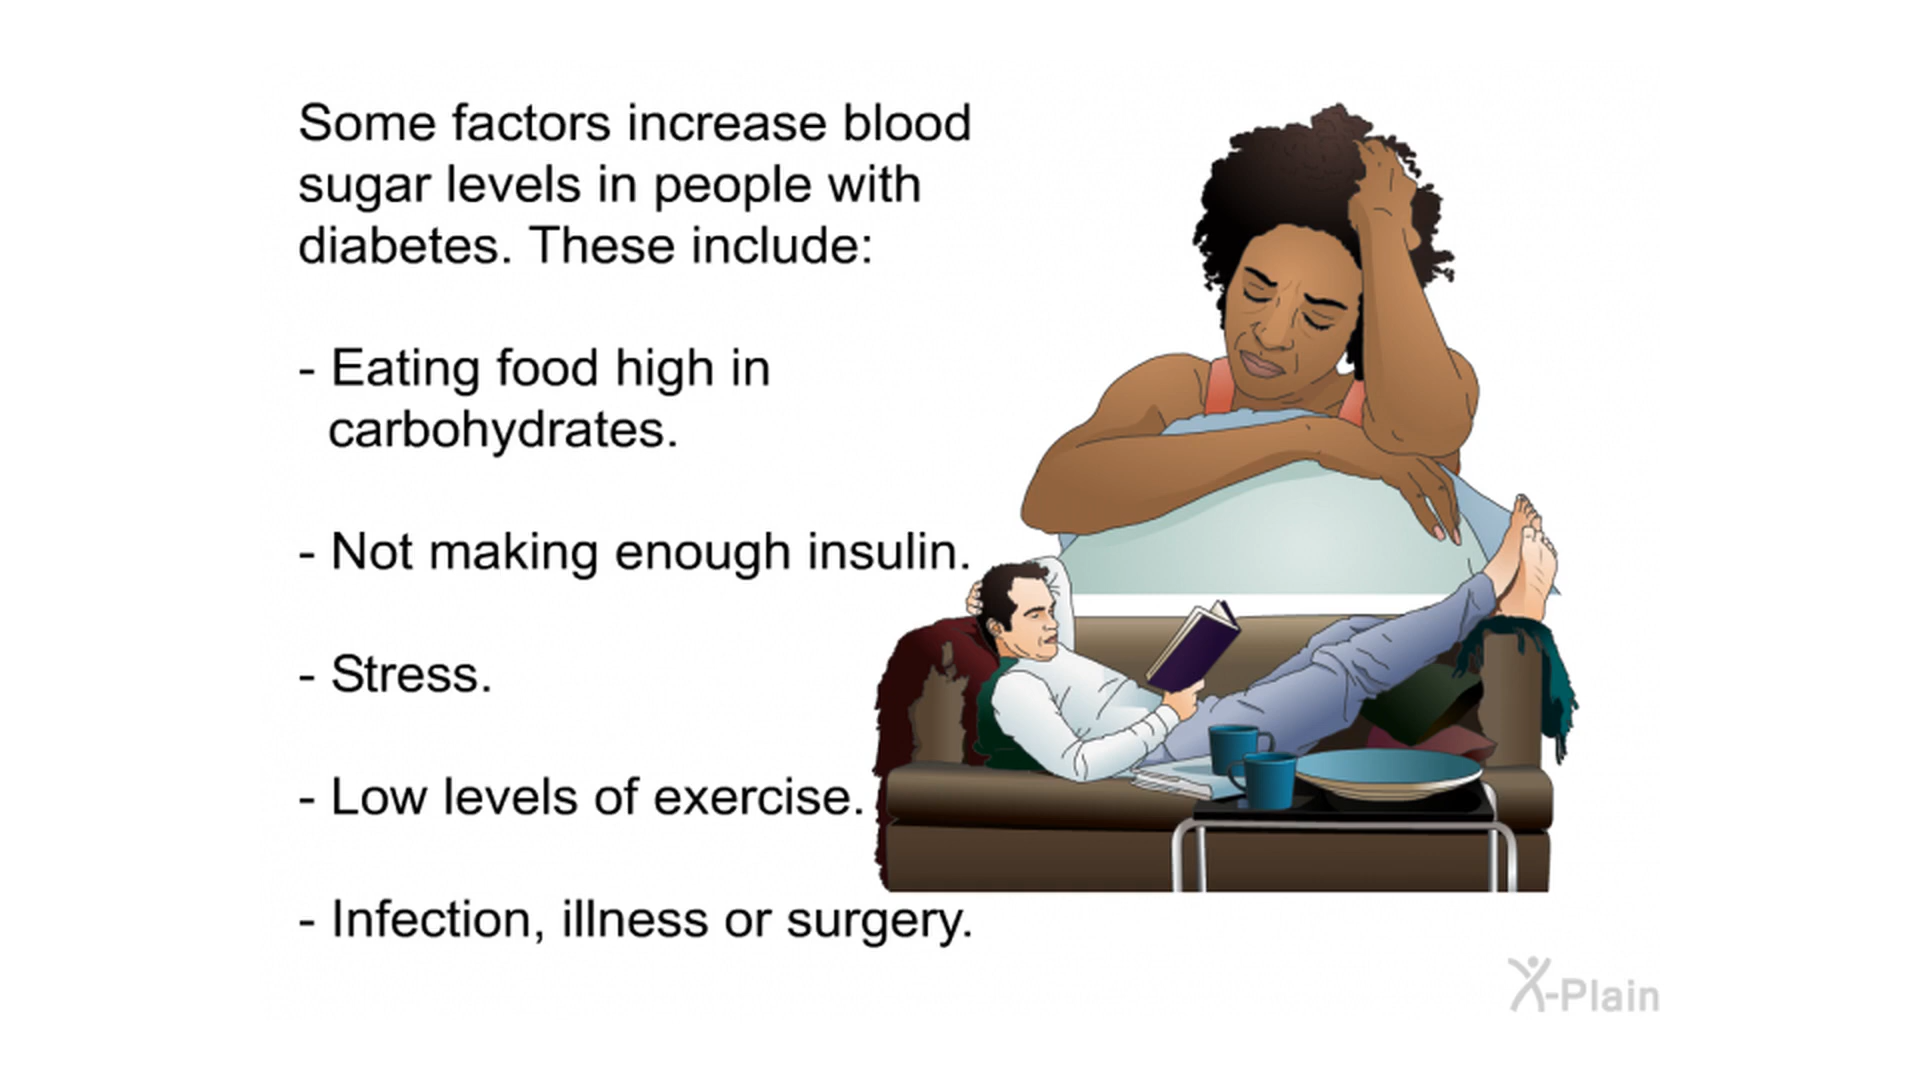 Some factors increase blood
sugar levels in people with
diabetes. These include:
- Eating food high in
carbohydrates.
- Not making enough insulin.
- Stress.
- Low levels of exercise.
- Infection, illness or surgery.
X-Plain